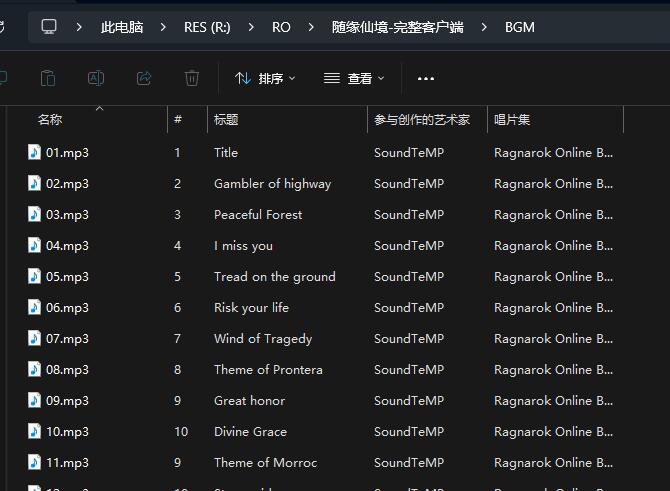 此电脑 > RES (R:) > RO > 随缘仙境-完整客户端 > BGM
排序 查看 ...
名称 # 标题 参与创作的艺术家 唱片集
01.mp3 1 Title SoundTeMP Ragnarok Online B...
02.mp3 2 Gambler of highway SoundTeMP Ragnarok Online B...
03.mp3 3 Peaceful Forest SoundTeMP Ragnarok Online B...
04.mp3 4 I miss you SoundTeMP Ragnarok Online B...
05.mp3 5 Tread on the ground SoundTeMP Ragnarok Online B...
06.mp3 6 Risk your life SoundTeMP Ragnarok Online B...
07.mp3 7 Wind of Tragedy SoundTeMP Ragnarok Online B...
08.mp3 8 Theme of Prontera SoundTeMP Ragnarok Online B...
09.mp3 9 Great honor SoundTeMP Ragnarok Online B...
10.mp3 10 Divine Grace SoundTeMP Ragnarok Online B...
11.mp3 9 Theme of Morroc SoundTeMP Ragnarok Online B...